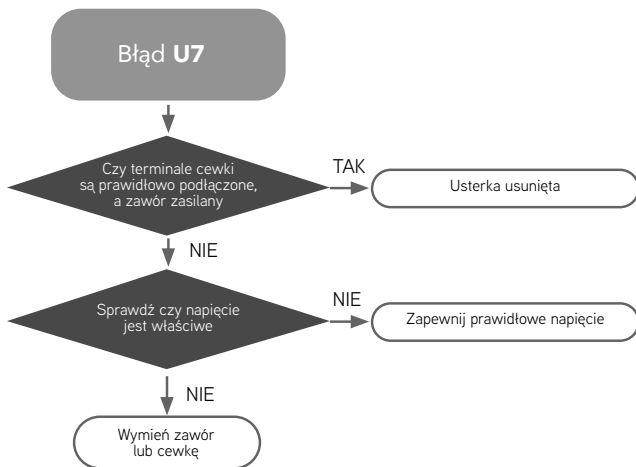 Błąd U7
Czy terminale cewki
są prawidłowo podłączone,
a zawór zasilany
TAK
Usterka usunięta
NIE
Sprawdź czy napięcie
jest właściwe
NIE
Zapewnij prawidłowe napięcie
NIE
Wymień zawór
lub cewkę